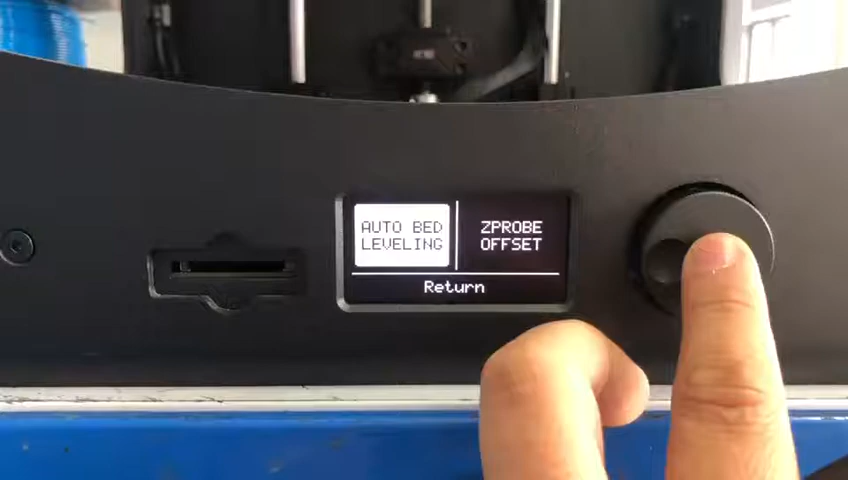 AUTO BED
LEVELING
ZPROBE
OFFSET
Return